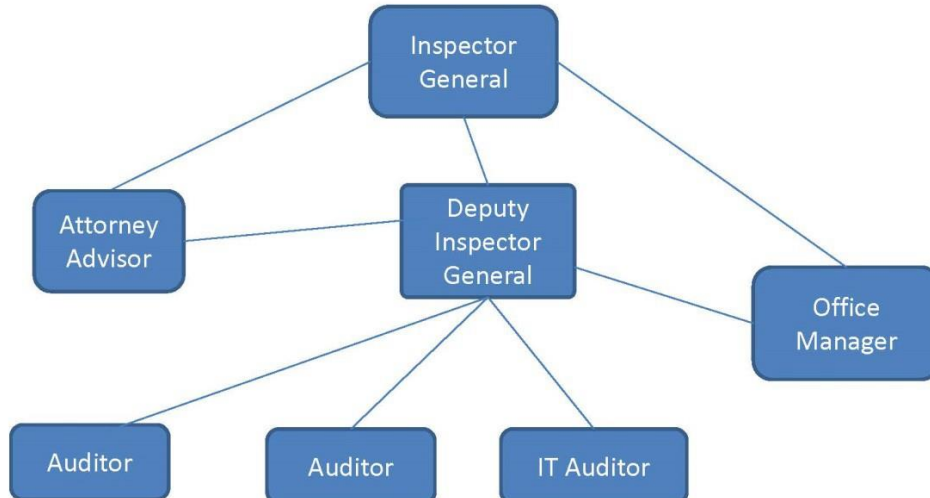 Inspector
General
Attorney
Advisor
Deputy
Inspector
General
Office
Manager
Auditor
Auditor
IT Auditor